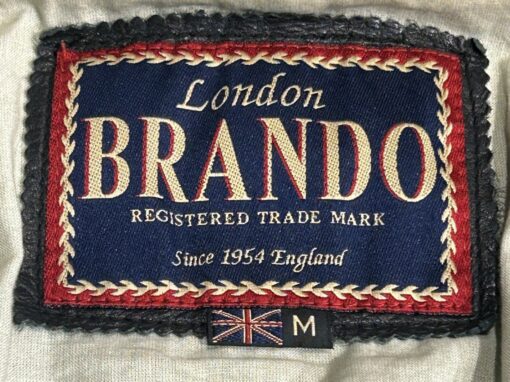 London
BRANDO
REGISTERED TRADE MARK
Since 1954 England
M